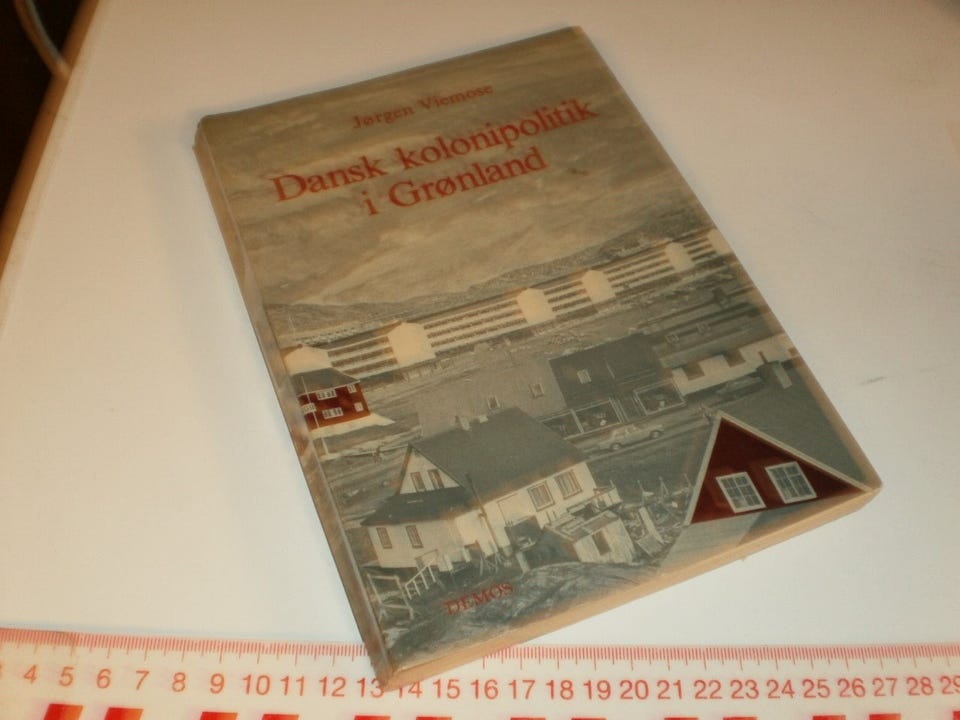 Jørgen Viemose
Dansk kolonipolitik
i Grønland
DEMOS
4 5 6 7 8 9 10 11 12 13 14 15 16 17 18 19 20 21 22 23 24 25 26 27 28 29